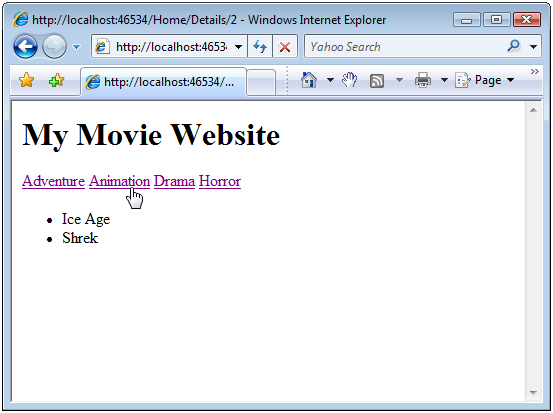 http://localhost:46534/Home/Details/2 - Windows Internet Explorer
http://localhost:4653 Yahoo Search
http://localhost:46534/... Page
My Movie Website
Adventure Animation Drama Horror
Ice Age
Shrek